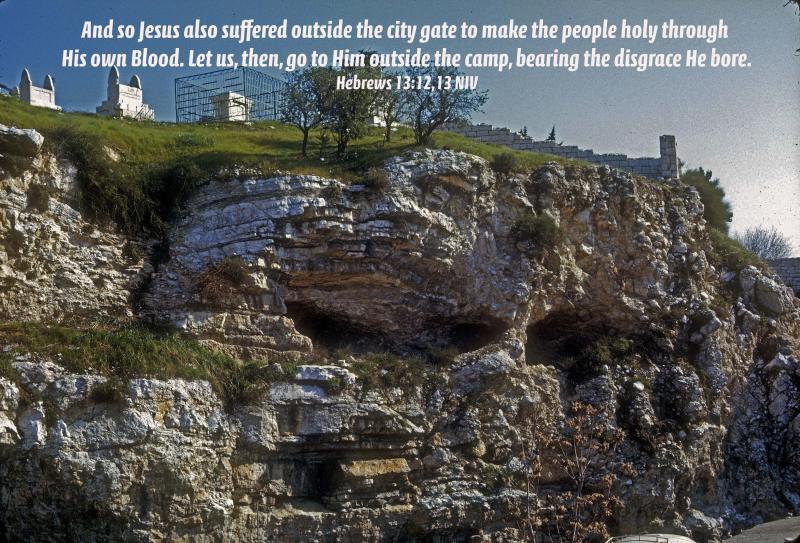 And so Jesus also suffered outside the city gate to make the people holy through
His own Blood. Let us, then, go to Him outside the camp, bearing the disgrace He bore.
Hebrews 13:12,13 NIV